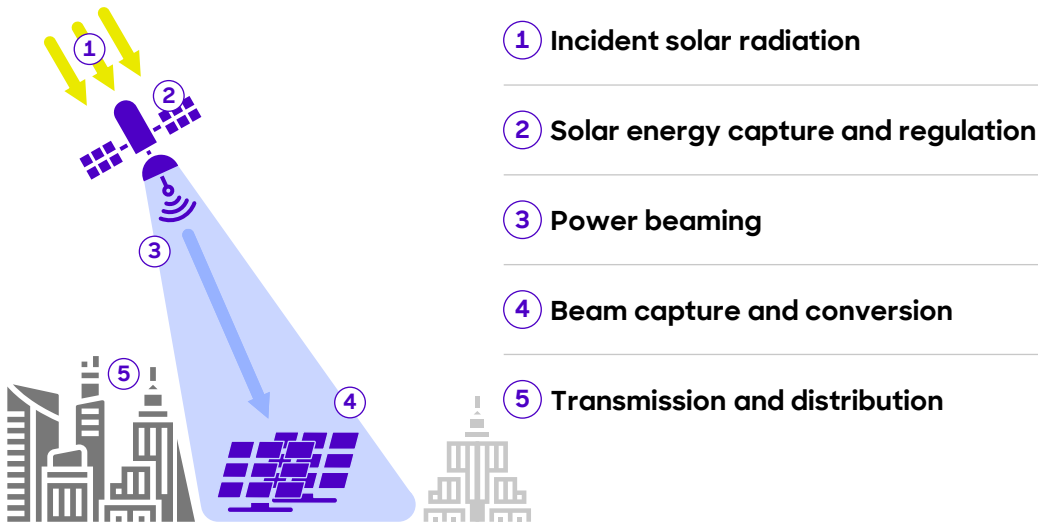 1
2
3
4
5
1 Incident solar radiation
2 Solar energy capture and regulation
3 Power beaming
4 Beam capture and conversion
5 Transmission and distribution